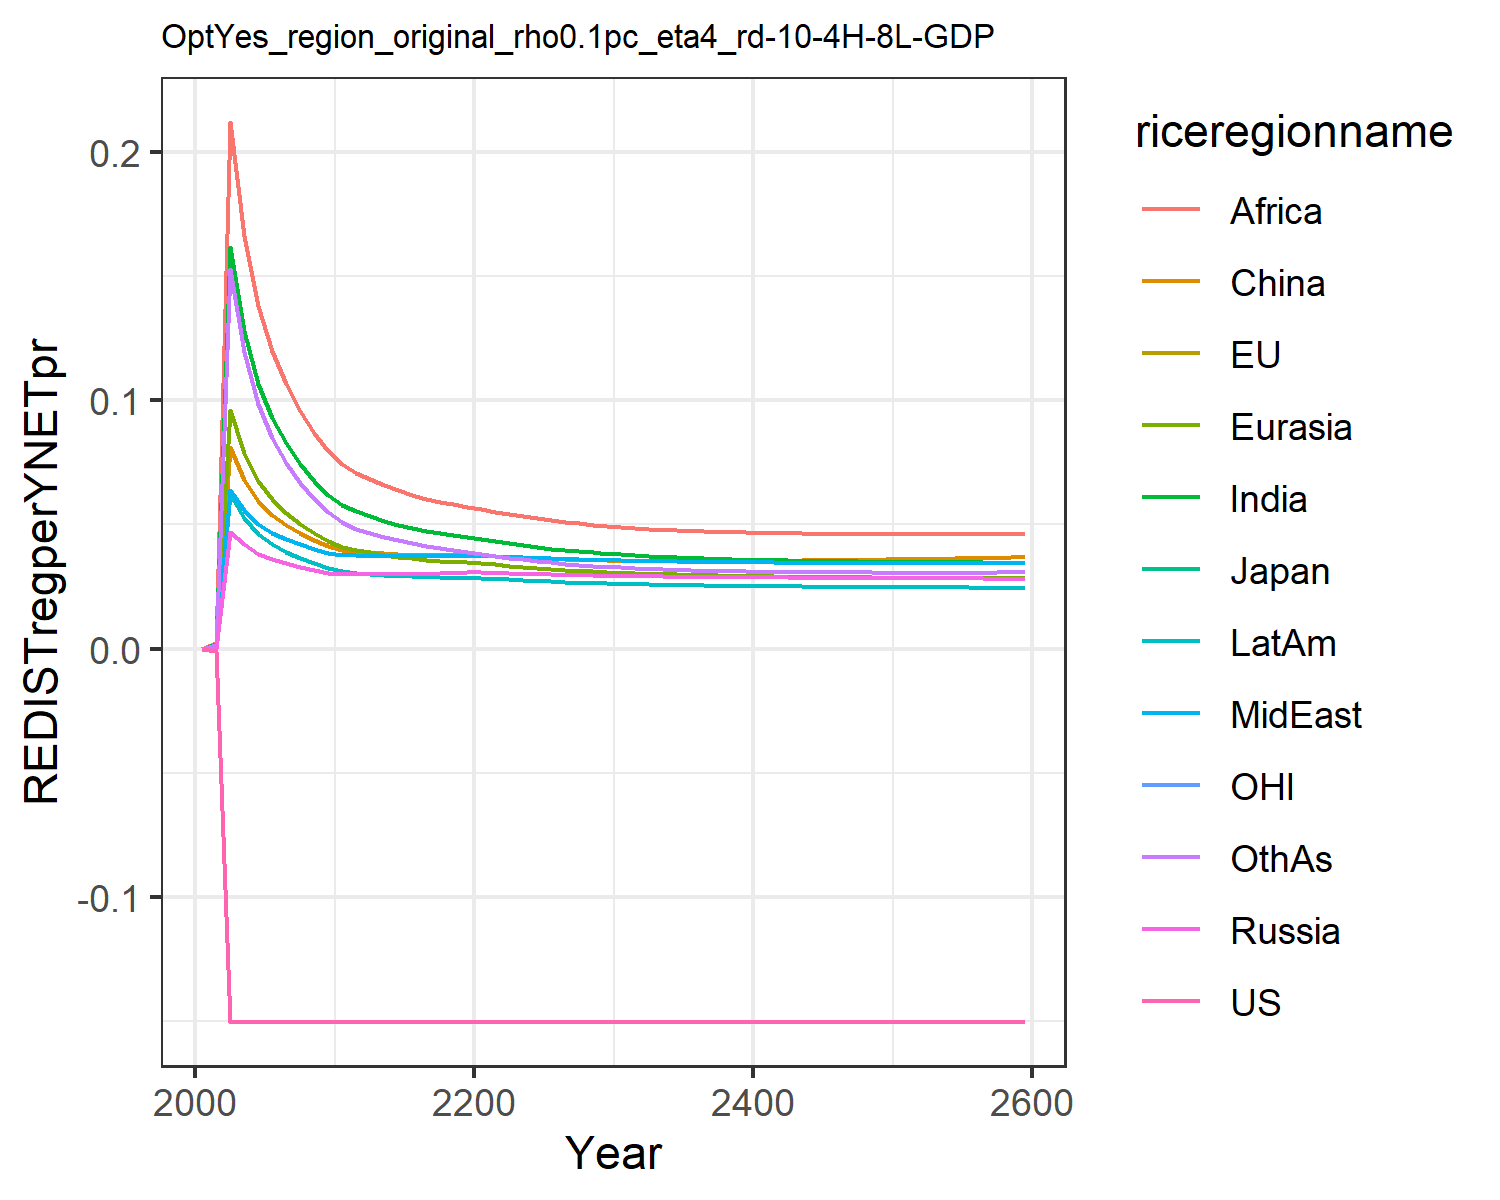 OptYes_region_original_rho0.1pc_eta4_rd-10-4H-8L-GDP
REDISTregperYNETpr
0.2
0.1
0.0
-0.1
2000 2200 2400 2600
Year
riceregionname
Africa
China
EU
Eurasia
India
Japan
LatAm
MidEast
OHI
OthAs
Russia
US